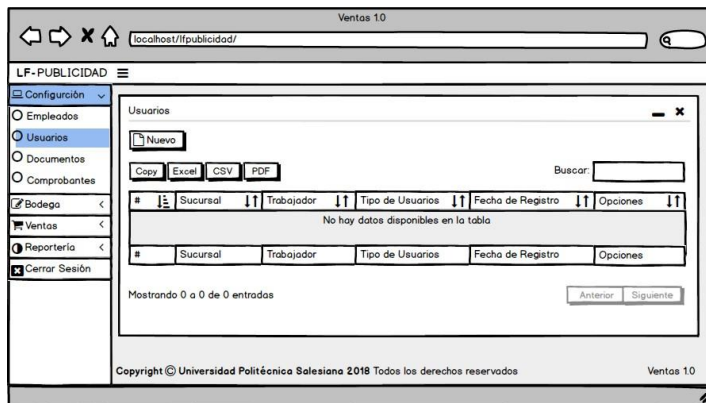 Ventas 1.0
localhost/lfpublicidad/
LF-PUBLICIDAD
Configurción
Empleados
Usuarios
Documentos
Comprobantes
Bodega
Ventas
Reportería
Cerrar Sesión
Usuarios
Nuevo
Copy Excel CSV PDF Buscar:
# Sucursal Trabajador Tipo de Usuarios Fecha de Registro Opciones
No hay datos disponibles en la tabla
# Sucursal Trabajador Tipo de Usuarios Fecha de Registro Opciones
Mostrando 0 a 0 de 0 entradas Anterior Siguiente
Copyright © Universidad Politécnica Salesiana 2018 Todos los derechos reservados Ventas 1.0